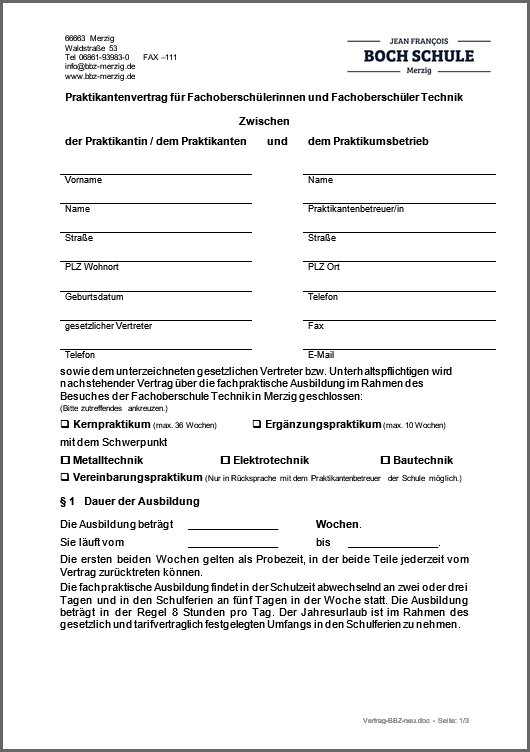 66663 Merzig
Waldstraße 53
Tel 06861-93983-0 FAX –111
info@bbz-merzig.de
www.bbz-merzig.de
JEAN FRANÇOIS
BOCH SCHULE
Merzig
Praktikantenvertrag für Fachoberschülerinnen und Fachoberschüler Technik
Zwischen
der Praktikantin / dem Praktikanten und dem Praktikumsbetrieb
Vorname Name
Name Praktikantenbetreuer/in
Straße Straße
PLZ Wohnort PLZ Ort
Geburtsdatum Telefon
gesetzlicher Vertreter Fax
Telefon E-Mail
sowie dem unterzeichneten gesetzlichen Vertreter bzw. Unterhaltspflichtigen wird
nachstehender Vertrag über die fachpraktische Ausbildung im Rahmen des
Besuches der Fachoberschule Technik in Merzig geschlossen:
(Bitte zutreffendes ankreuzen.)
❑ Kernpraktikum (max. 36 Wochen) ❑ Ergänzungspraktikum (max. 10 Wochen)
mit dem Schwerpunkt
❑ Metalltechnik ❑ Elektrotechnik ❑ Bautechnik
❑ Vereinbarungspraktikum (Nur in Rücksprache mit dem Praktikantenbetreuer der Schule möglich.)
§ 1 Dauer der Ausbildung
Die Ausbildung beträgt _______________ Wochen.
Sie läuft vom _______________ bis _______________.
Die ersten beiden Wochen gelten als Probezeit, in der beide Teile jederzeit vom
Vertrag zurücktreten können.
Die fachpraktische Ausbildung findet in der Schulzeit abwechselnd an zwei oder drei
Tagen und in den Schulferien an fünf Tagen in der Woche statt. Die Ausbildung
beträgt in der Regel 8 Stunden pro Tag. Der Jahresurlaub ist im Rahmen des
gesetzlich und tarifvertraglich festgelegten Umfangs in den Schulferien zu nehmen.
Vertrag-BBZ-neu.doc - Seite: 1/3